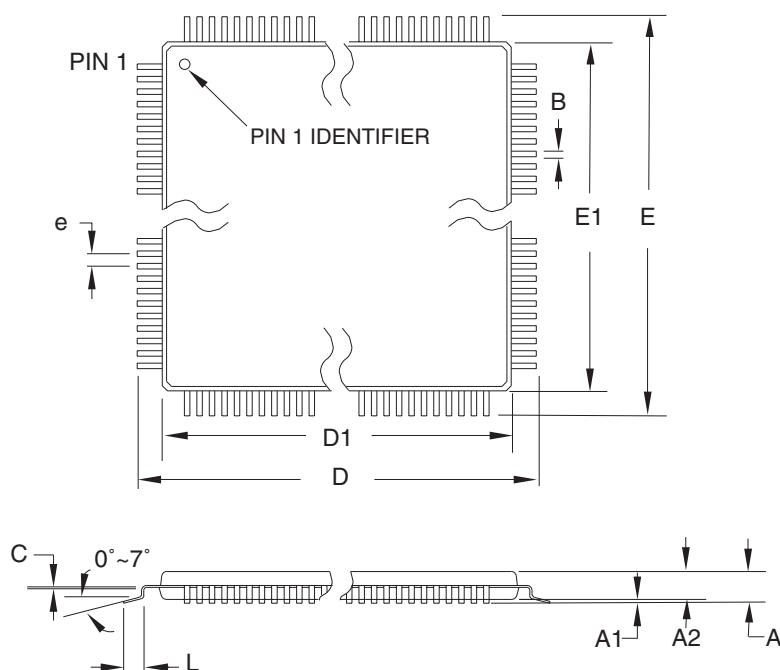 PIN 1
PIN 1 IDENTIFIER
B
e
E1
E
D1
D
C
0°~7°
L
A1
A2
A